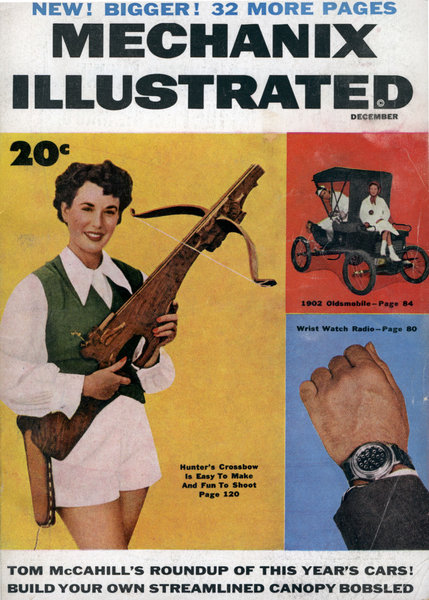 NEW! BIGGER! 32 MORE PAGES
MECHANIX
ILLUSTRATED
©
DECEMBER
20c
1902 Oldsmobile—Page 84
Wrist Watch Radio—Page 80
Hunter's Crossbow
Is Easy To Make
And Fun To Shoot
Page 120
TOM McCAHILL'S ROUNDUP OF THIS YEAR'S CARS!
BUILD YOUR OWN STREAMLINED CANOPY BOBSLED